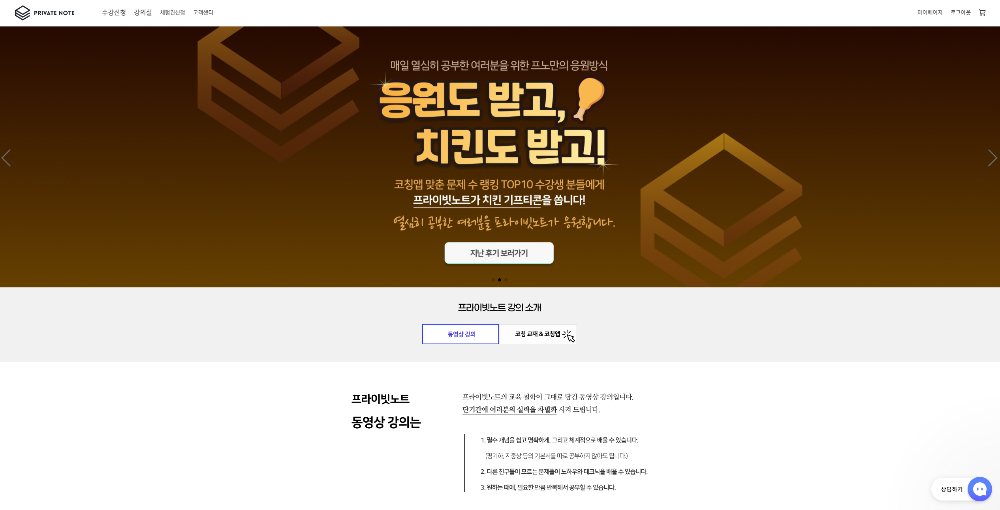 PRIVATE NOTE
수강신청 강의실 체험권신청 고객센터
마이페이지 로그아웃
매일 열심히 공부한 여러분을 위한 프노만의 응원방식
응원도 받고,
치킨도 받고!
코칭앱 맞춘 문제 수 랭킹 TOP10 수강생 분들에게
프라이빗노트가 치킨 기프티콘을 쏩니다!
열심히 공부한 여러분을 프라이빗노트가 응원합니다.
지난 후기 보러가기
프라이빗노트 강의 소개
동영상 강의
코칭 교재 & 코칭앱
프라이빗노트
동영상 강의는
프라이빗노트의 교육 철학이 그대로 담긴 동영상 강의입니다.
단기간에 여러분의 실력을 차별화 시켜 드립니다.
1. 필수 개념을 쉽고 명확하게, 그리고 체계적으로 배울 수 있습니다.
(평기하, 지중상 등의 기본서를 따로 공부하지 않아도 됩니다.)
2. 다른 친구들이 모르는 문제풀이 노하우와 테크닉을 배울 수 있습니다.
3. 원하는 때에, 필요한 만큼 반복해서 공부할 수 있습니다.
상담하기